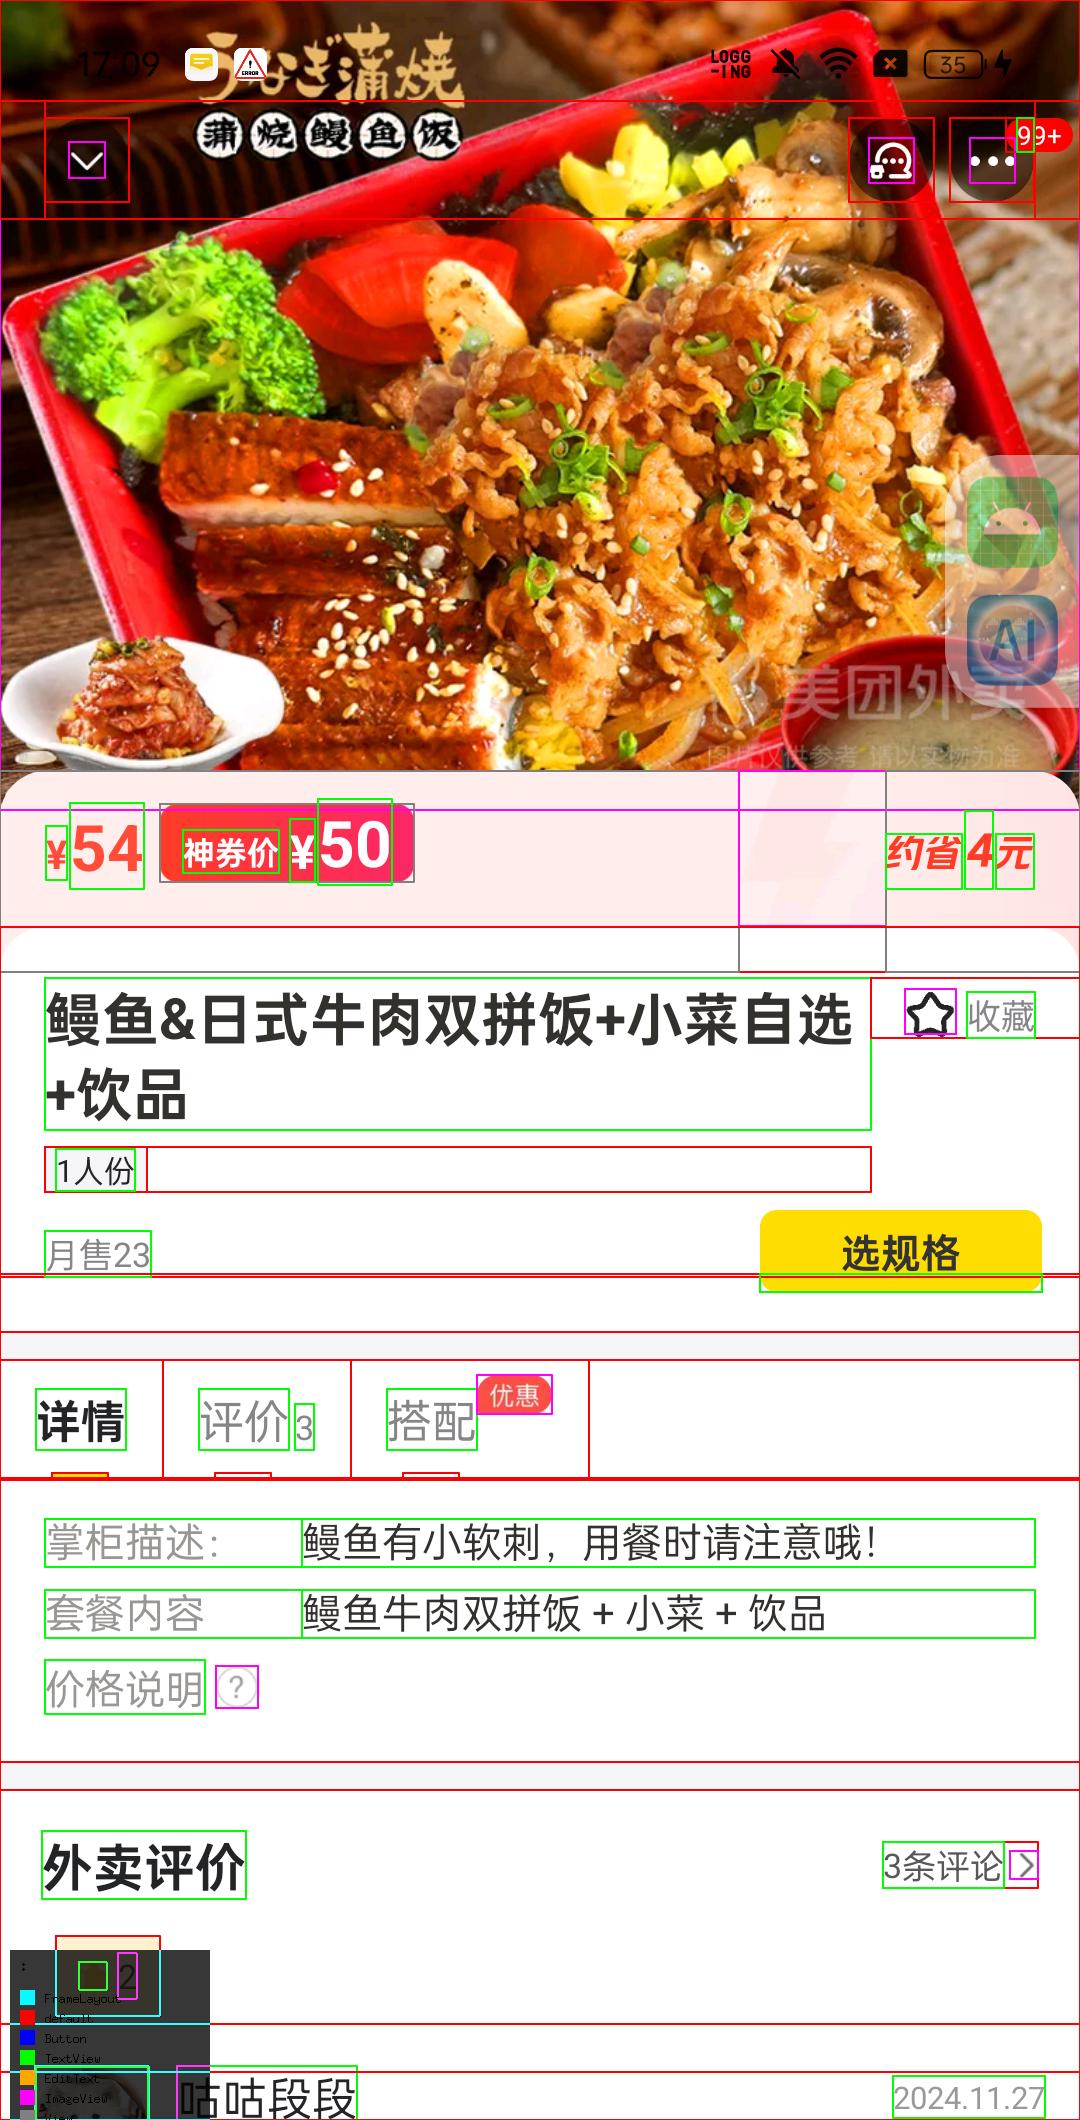 17:09
ERROR
LOGG
-ING
35
うなぎ蒲焼
蒲烧鳗鱼饭
99+
AI
美团外卖
图片仅供参考 请以实物为准
¥54 神券价 ¥50
约省4元
鳗鱼&日式牛肉双拼饭+小菜自选
+饮品
收藏
1人份
月售23
选规格
详情
评价 3
搭配
优惠
掌柜描述：
鳗鱼有小软刺，用餐时请注意哦！
套餐内容
鳗鱼牛肉双拼饭 + 小菜 + 饮品
价格说明 ?
外卖评价
3条评论
2
:
FrameLayout
default
Button
TextView
EditText
ImageView
View
咕咕段段
2024.11.27